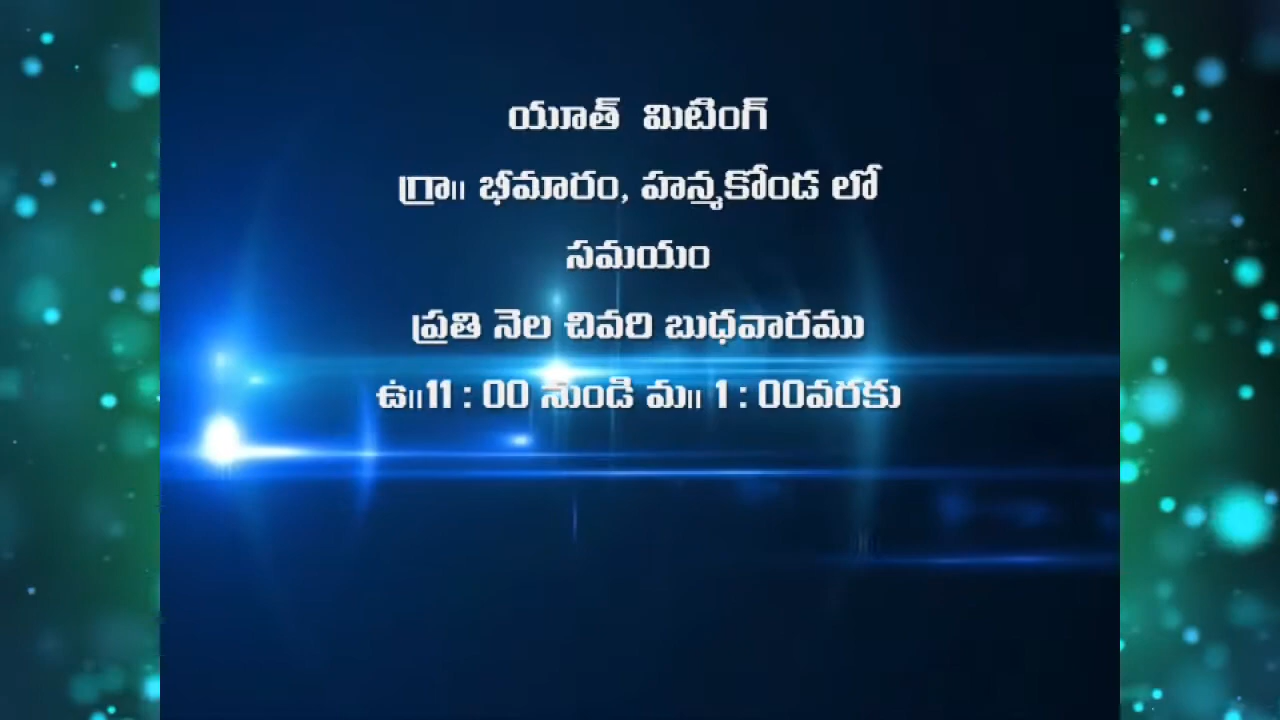 యూత్ మిటింగ్
గ్రా॥ భీమారం, హన్మకోండ లో
సమయం
ప్రతి నెల చివరి బుధవారము
ఉ॥11 : 00 నుండి మ॥ 1 : 00వరకు